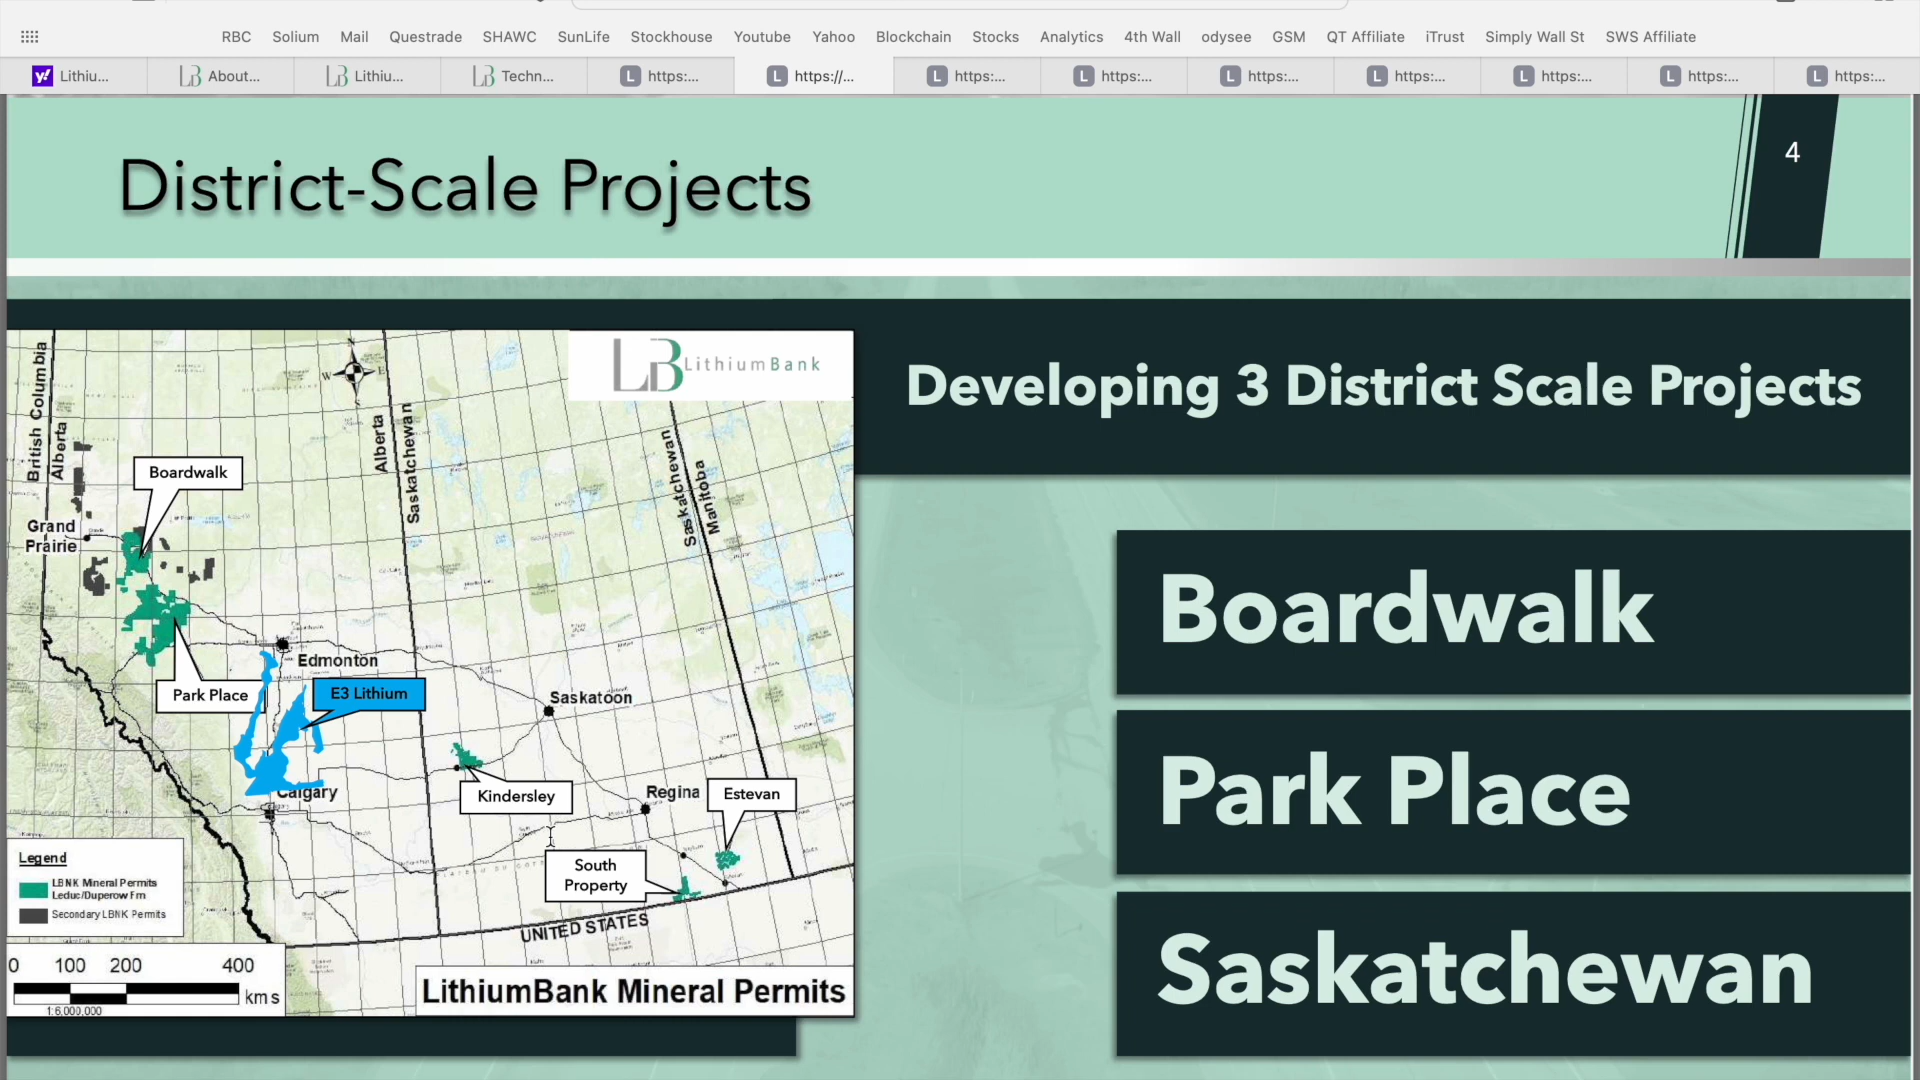 RBC Solium Mail Questrade SHAWC SunLife Stockhouse Youtube Yahoo Blockchain Stocks Analytics 4th Wall odysee GSM QT Affiliate iTrust Simply Wall St SWS Affiliate
Lithiu... About... Lithiu... Techn... https:... https://... https:... https:... https:... https:... https:... https:... https:...
District-Scale Projects
4
Developing 3 District Scale Projects
LB LithiumBank
N
W E
S
British Columbia
Alberta
Alberta
Saskatchewan
Saskatchewan
Manitoba
Boardwalk
Grand
Prairie
Edmonton
Park Place
E3 Lithium
Saskatoon
Calgary
Kindersley
Regina
Estevan
South
Property
UNITED STATES
Legend
LBNK Mineral Permits
Leduc/Duperow Fm
Secondary LBNK Permits
0 100 200 400
kms
1:6,000,000
LithiumBank Mineral Permits
Boardwalk
Park Place
Saskatchewan